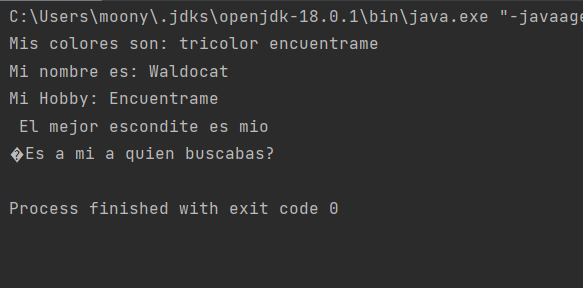 C:\Users\moony\.jdks\openjdk-18.0.1\bin\java.exe "-javaage
Mis colores son: tricolor encuentrame
Mi nombre es: Waldocat
Mi Hobby: Encuentrame
 El mejor escondite es mio
�Es a mi a quien buscabas?
Process finished with exit code 0